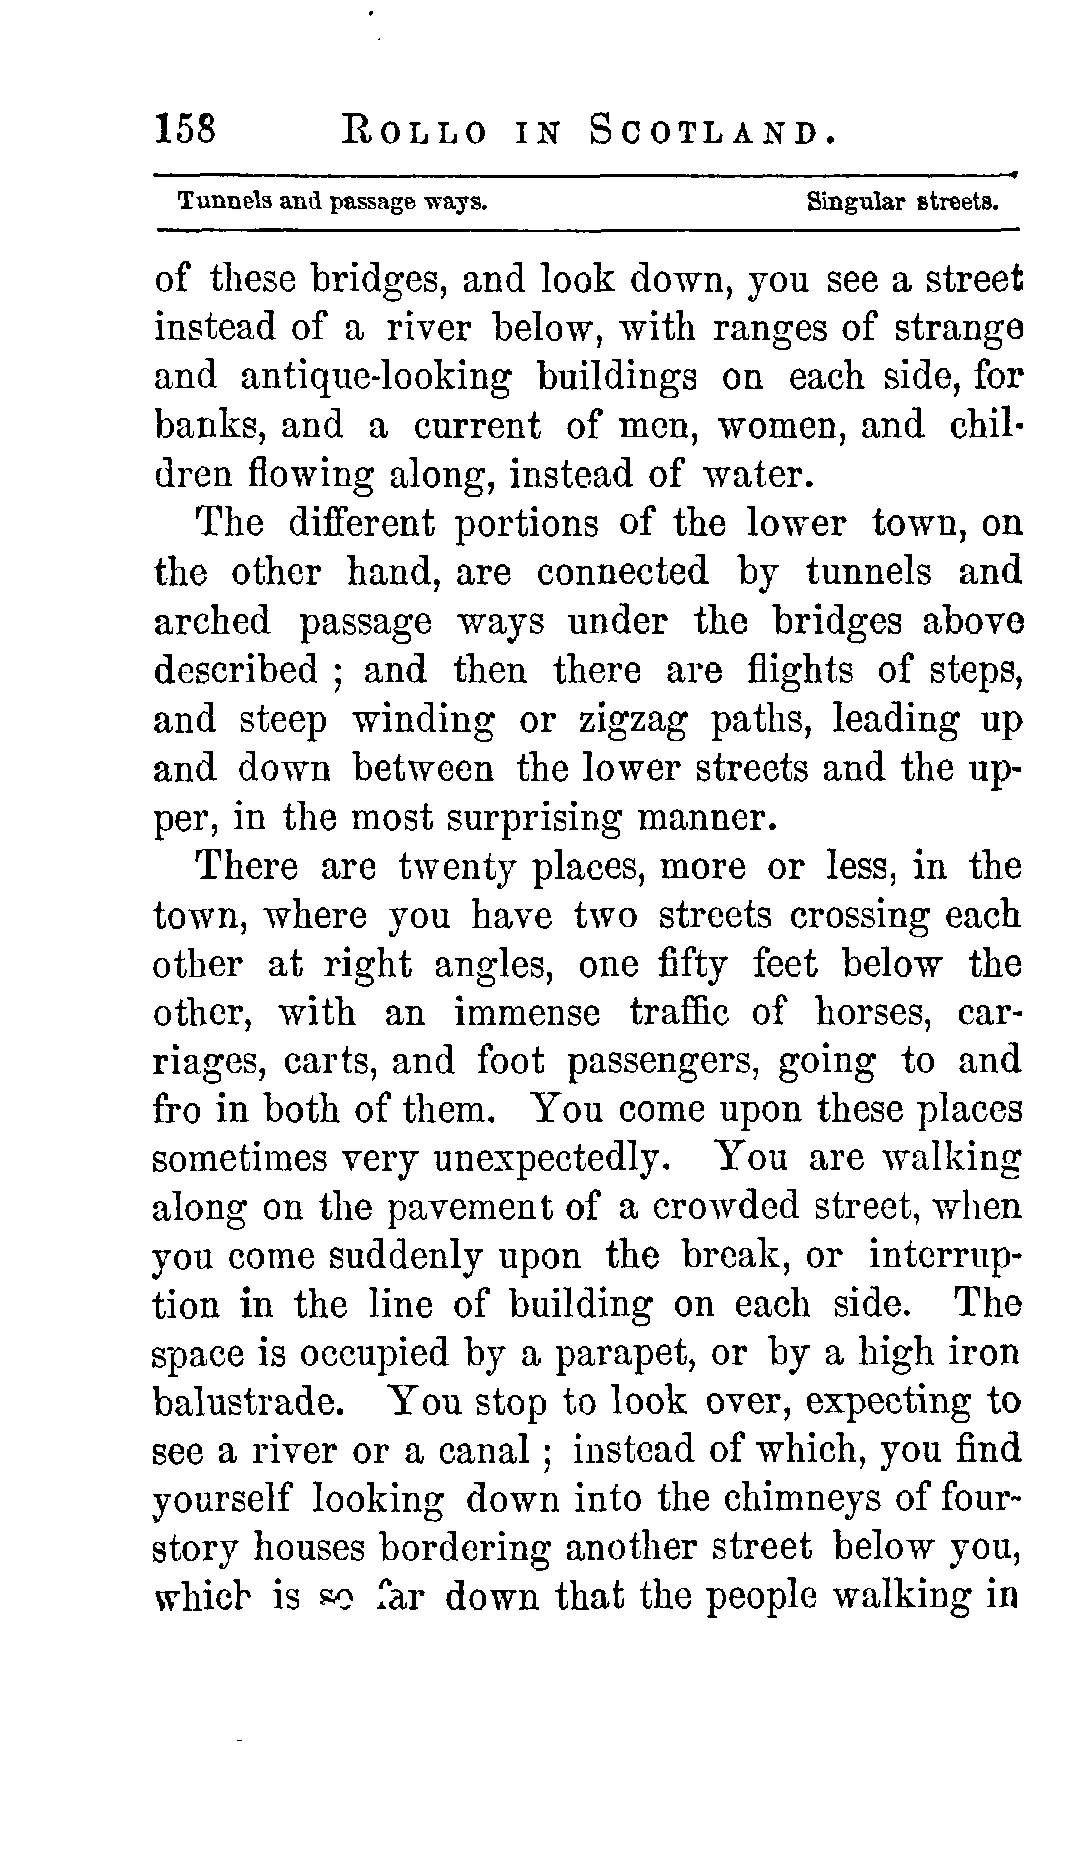 158 ROLLO IN SCOTLAND.
Tunnels and passage ways. Singular streets.
of these bridges, and look down, you see a street
instead of a river below, with ranges of strange
and antique-looking buildings on each side, for
banks, and a current of men, women, and chil-
dren flowing along, instead of water.
The different portions of the lower town, on
the other hand, are connected by tunnels and
arched passage ways under the bridges above
described ; and then there are flights of steps,
and steep winding or zigzag paths, leading up
and down between the lower streets and the up-
per, in the most surprising manner.
There are twenty places, more or less, in the
town, where you have two streets crossing each
other at right angles, one fifty feet below the
other, with an immense traffic of horses, car-
riages, carts, and foot passengers, going to and
fro in both of them. You come upon these places
sometimes very unexpectedly. You are walking
along on the pavement of a crowded street, when
you come suddenly upon the break, or interrup-
tion in the line of building on each side. The
space is occupied by a parapet, or by a high iron
balustrade. You stop to look over, expecting to
see a river or a canal ; instead of which, you find
yourself looking down into the chimneys of four-
story houses bordering another street below you,
which is so far down that the people walking in